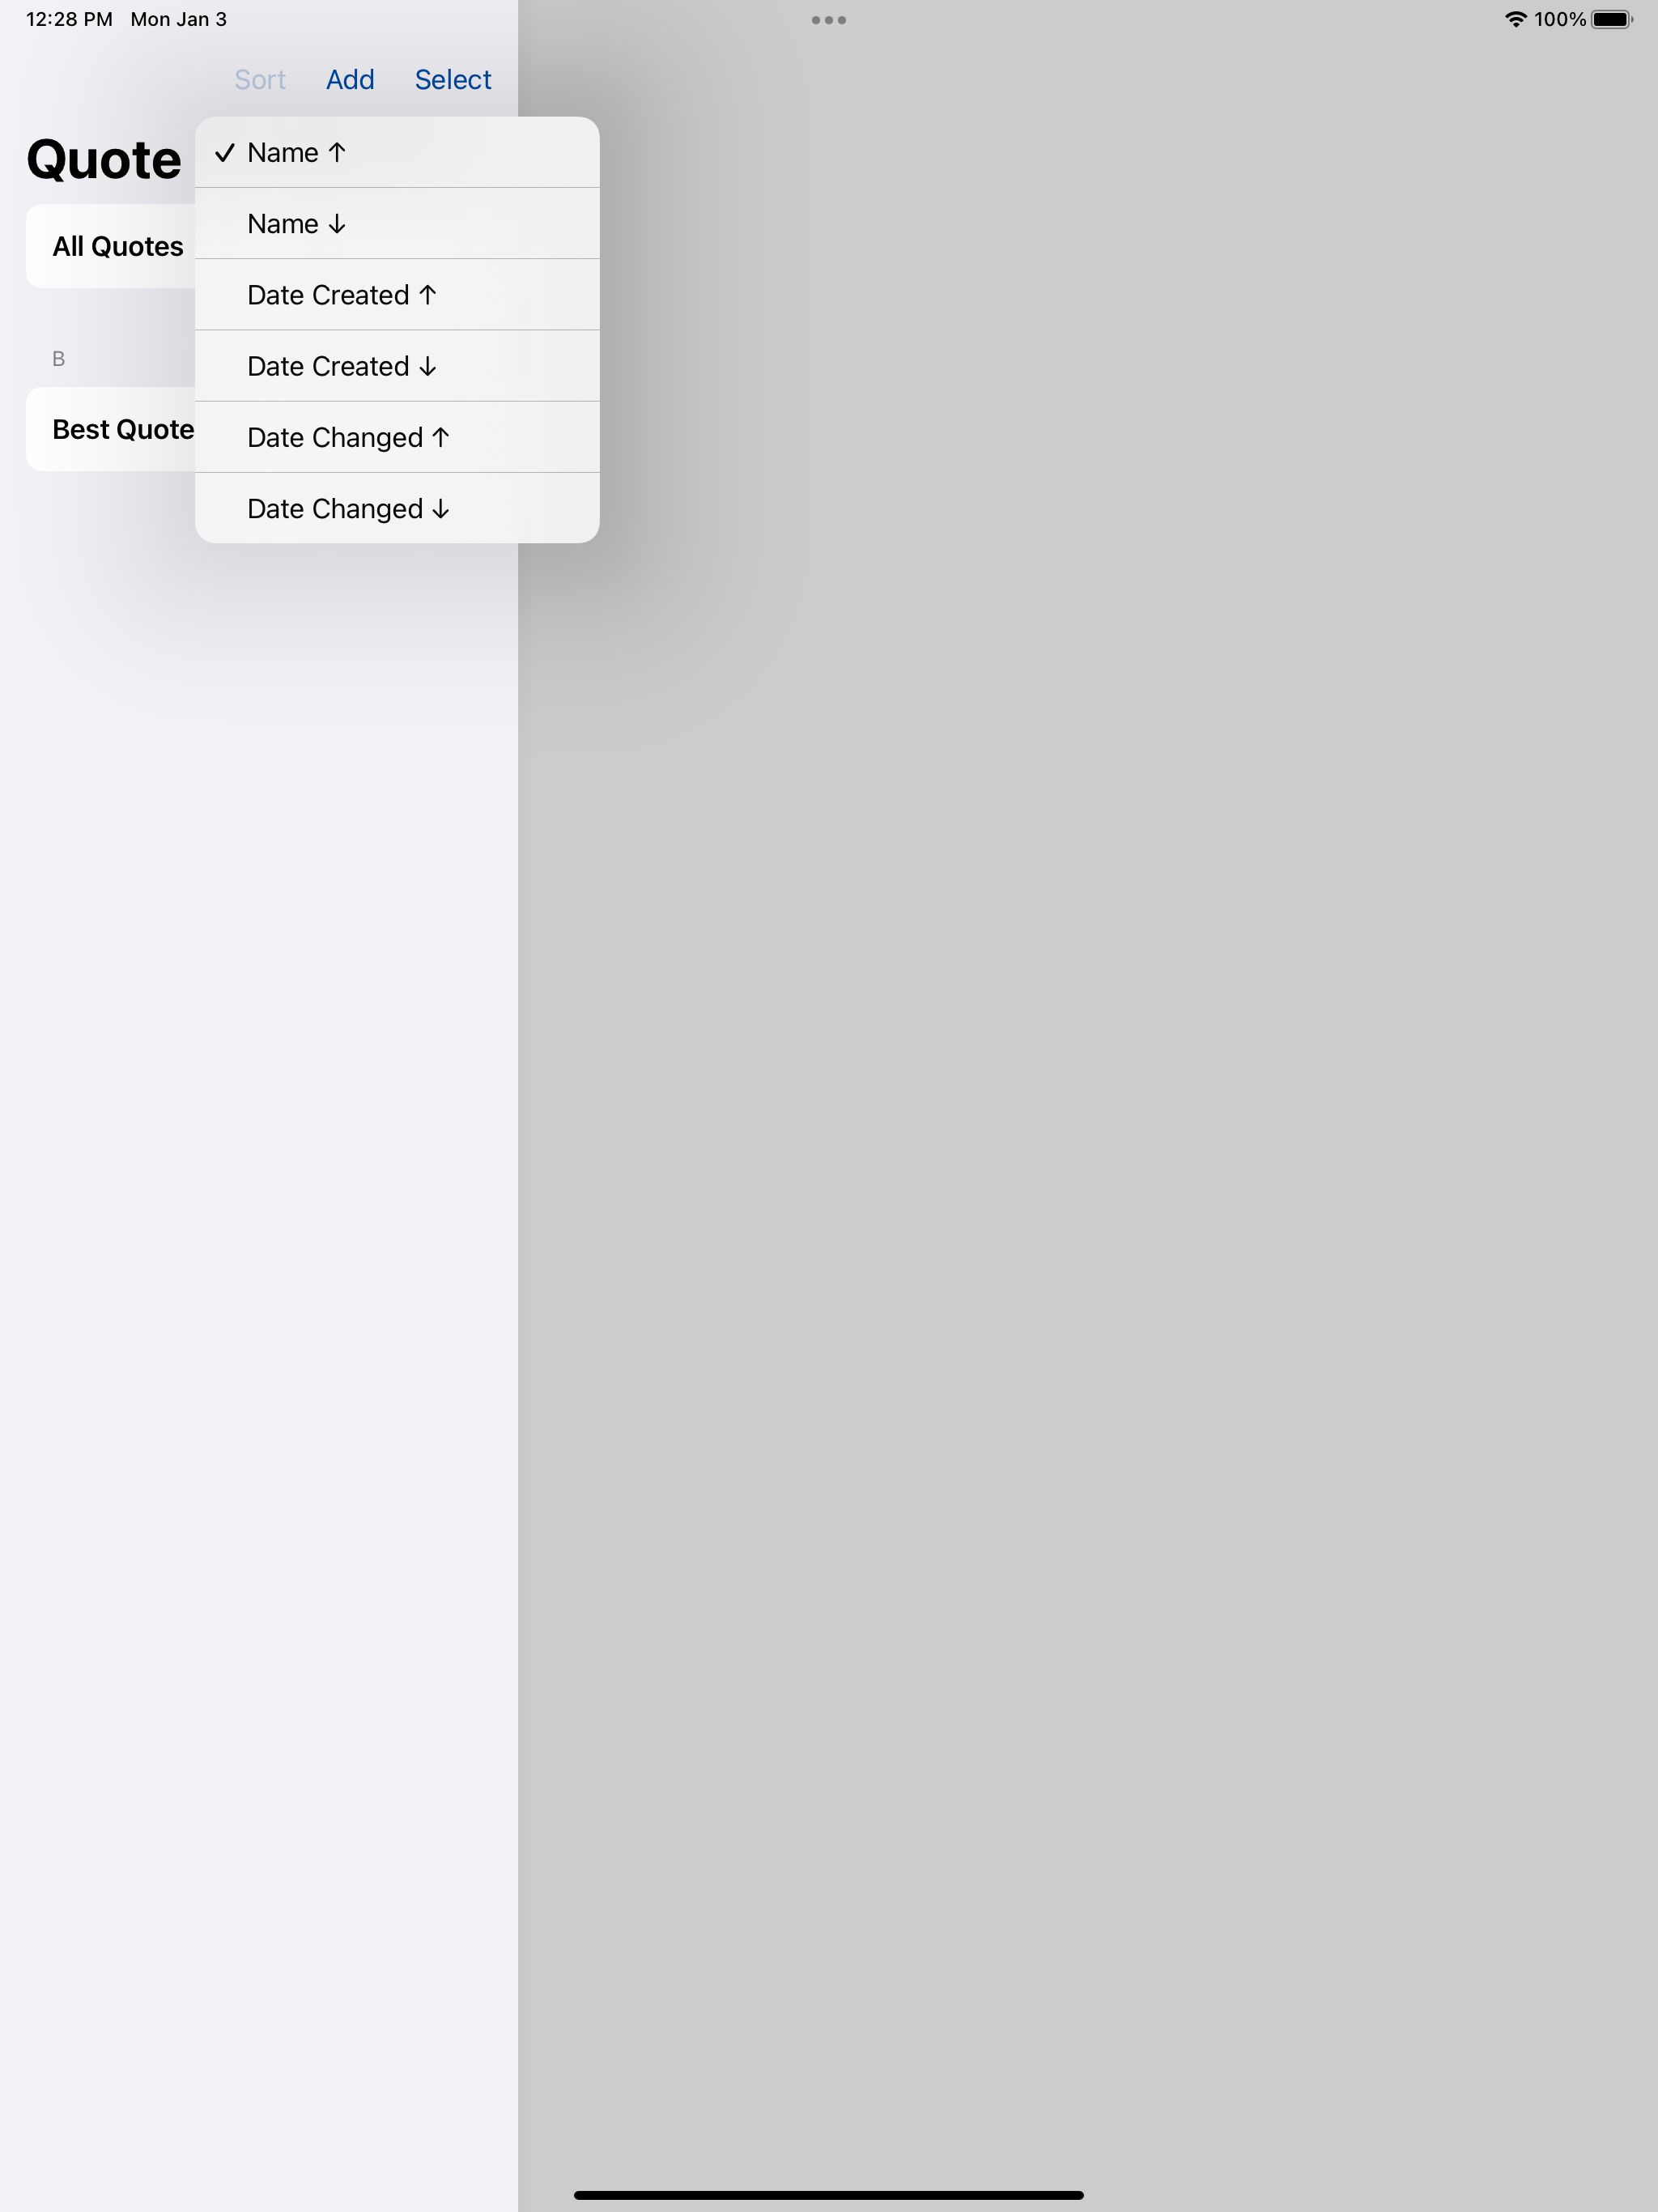 12:28 PM Mon Jan 3
100%
Sort Add Select
Quote
✓ Name ↑
Name ↓
All Quotes
Date Created ↑
B
Date Created ↓
Best Quote
Date Changed ↑
Date Changed ↓